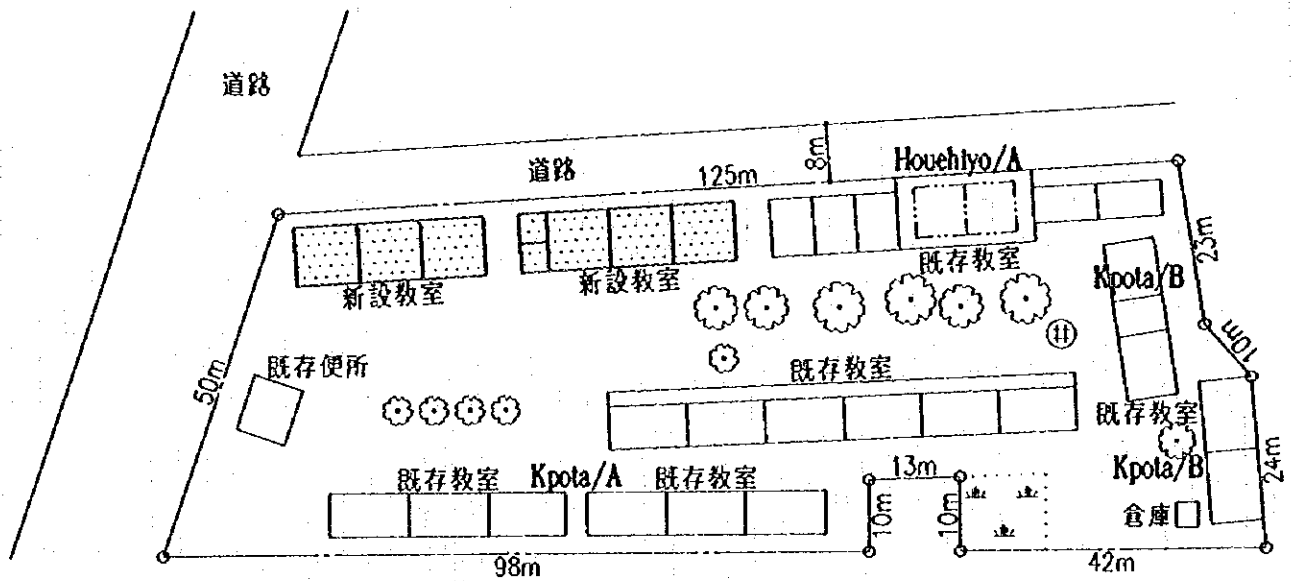 道路
道路
125m
8m
Houehiyo/A
新設教室
新設教室
既存教室
Kpota/B
23m
10m
50m
既存便所
既存教室
既存教室
Kpota/B
24m
既存教室
Kpota/A
既存教室
13m
10m
10m
倉庫
98m
42m